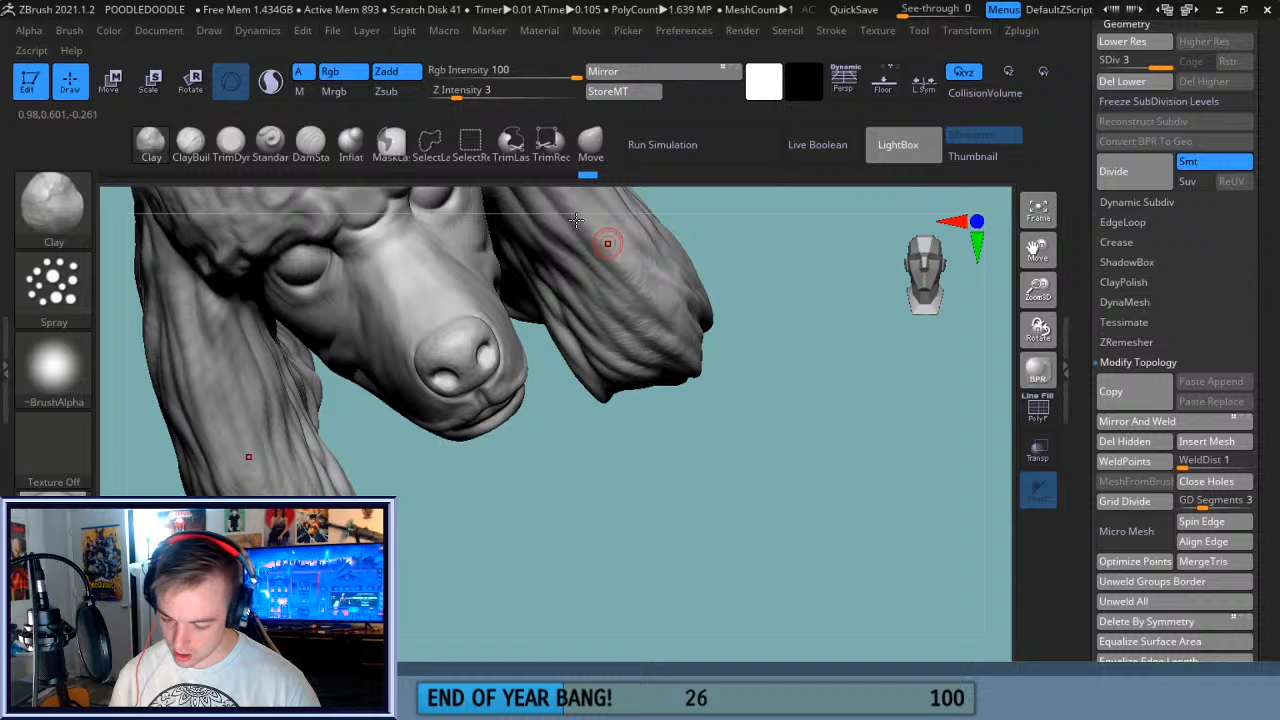 ZBrush 2021.1.2 POODLEDOODLE • Free Mem 1.434GB • Active Mem 893 • Scratch Disk 41 • Timer▶0.01 ATime▶0.105 • PolyCount▶1.639 MP • MeshCount▶1 AC QuickSave See-through 0 Menus DefaultZScript
Alpha Brush Color Document Draw Dynamics Edit File Layer Light Macro Marker Material Movie Picker Preferences Render Stencil Stroke Texture Tool Transform Zplugin
Zscript Help
Edit Draw Move Scale Rotate
A Rgb Zadd
M Mrgb Zsub
Rgb Intensity 100
Z Intensity 3
Mirror
StoreMT
Dynamic
Persp Floor L.Sym
XYZ
CollisionVolume
0.98,0.601,-0.261
Clay ClayBuil TrimDyr Standar DamSta Inflat MaskLa SelectLa SelectRe TrimLas TrimRec Move
Run Simulation
Live Boolean
LightBox
Silhouette
Thumbnail
Clay
Spray
~BrushAlpha
Texture Off
Frame
Move
Zoom3D
Rotate
BPR
Line Fill
PolyF
Transp
Geometry
Lower Res Higher Res
SDiv 3 Cage Rstr
Del Lower Del Higher
Freeze SubDivision Levels
Reconstruct Subdiv
Convert BPR To Geo
Divide Smt
Suv ReUV
Dynamic Subdiv
EdgeLoop
Crease
ShadowBox
ClayPolish
DynaMesh
Tessimate
ZRemesher
Modify Topology
Copy Paste Append
Paste Replace
Mirror And Weld
Del Hidden Insert Mesh
WeldPoints WeldDist 1
MeshFromBrush Close Holes
Grid Divide GD Segments 3
Micro Mesh Spin Edge
Align Edge
Optimize Points MergeTris
Unweld Groups Border
Unweld All
Delete By Symmetry
Equalize Surface Area
END OF YEAR BANG! 26 100